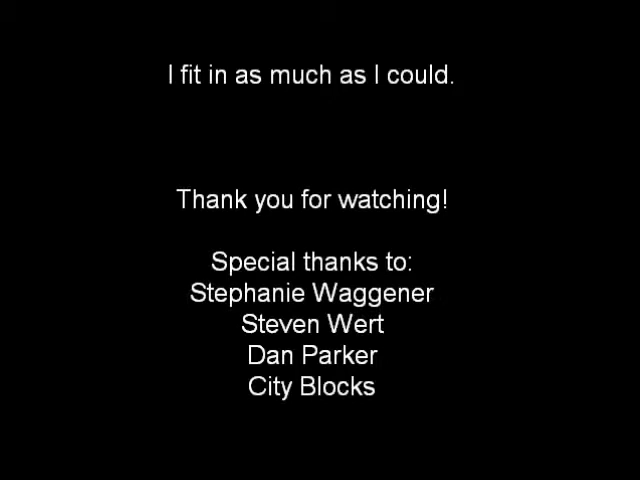 I fit in as much as I could.
Thank you for watching!
Special thanks to:
Stephanie Waggener
Steven Wert
Dan Parker
City Blocks